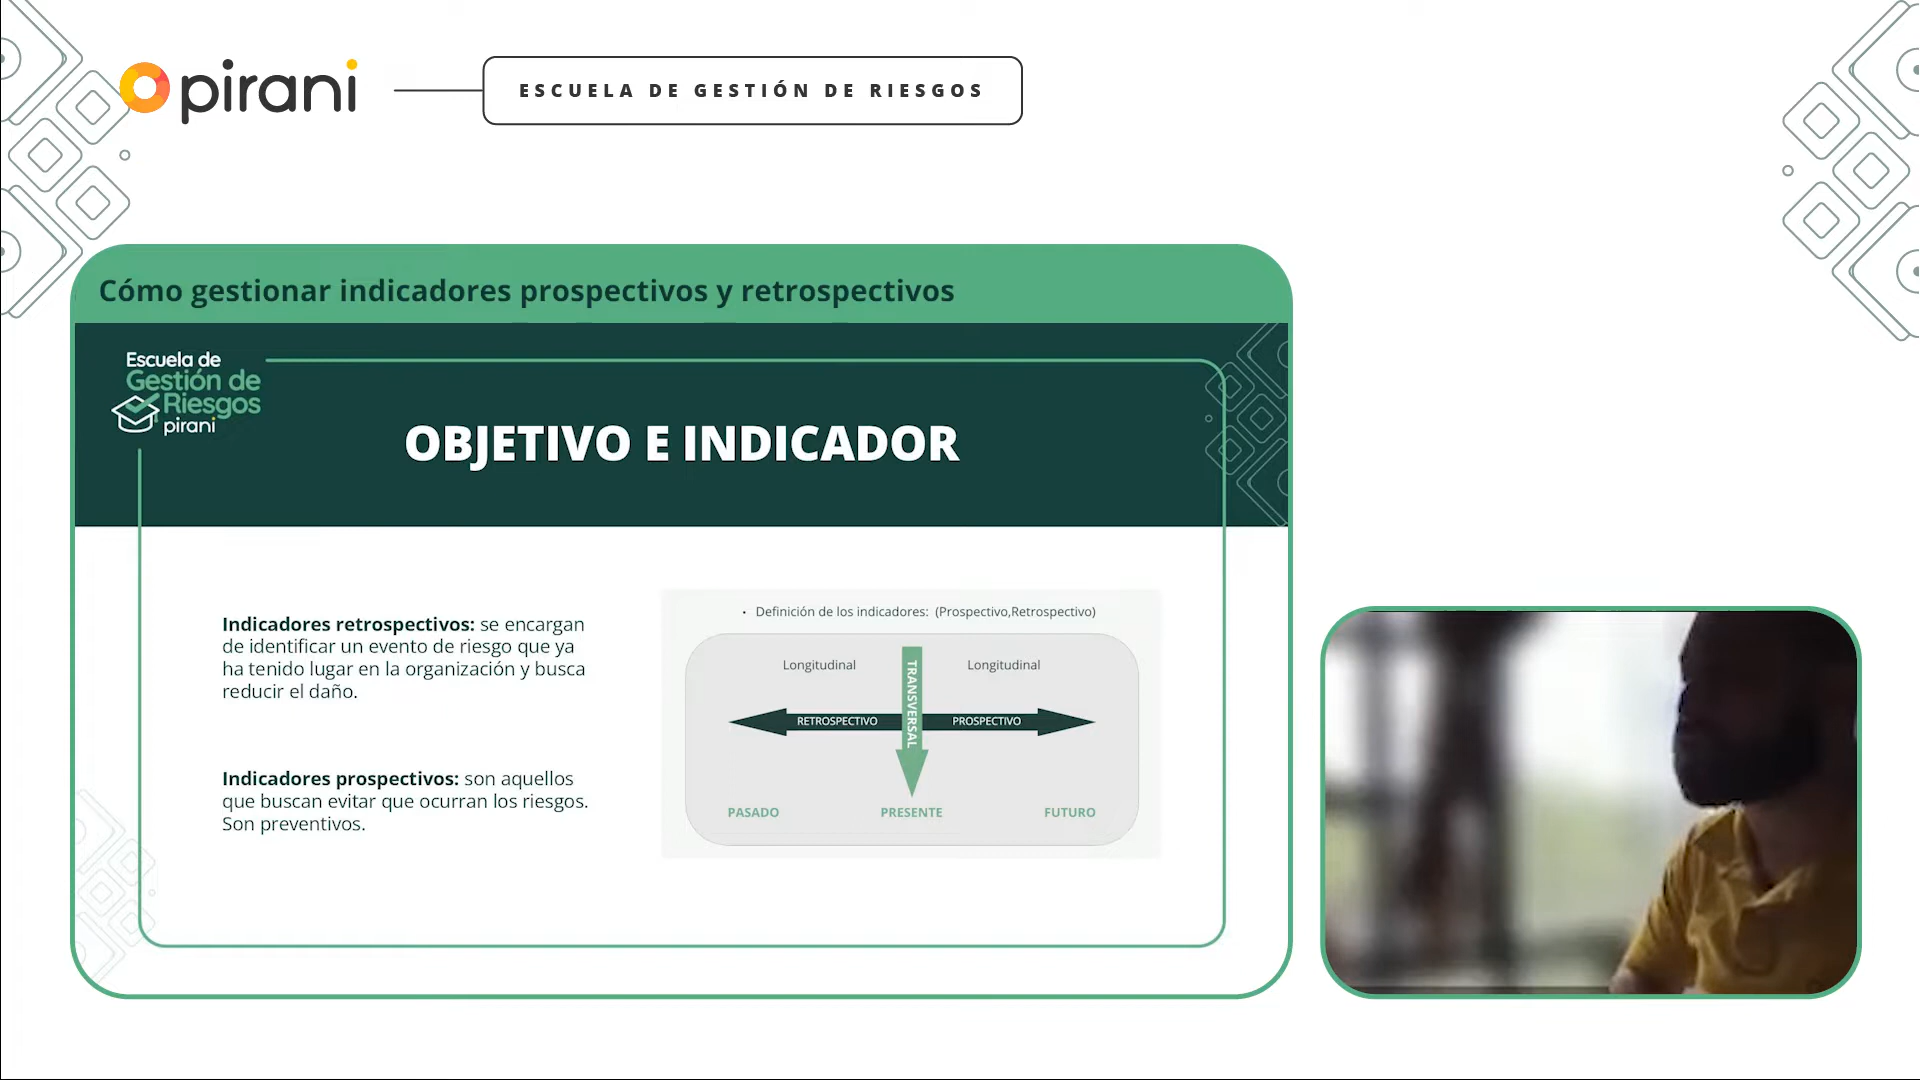 pirani
ESCUELA DE GESTIÓN DE RIESGOS
Cómo gestionar indicadores prospectivos y retrospectivos
Escuela de
Gestión de
Riesgos
pirani
OBJETIVO E INDICADOR
Indicadores retrospectivos: se encargan
de identificar un evento de riesgo que ya
ha tenido lugar en la organización y busca
reducir el daño.
Indicadores prospectivos: son aquellos
que buscan evitar que ocurran los riesgos.
Son preventivos.
• Definición de los indicadores: (Prospectivo,Retrospectivo)
Longitudinal
Longitudinal
TRANSVERSAL
RETROSPECTIVO
PROSPECTIVO
PASADO
PRESENTE
FUTURO